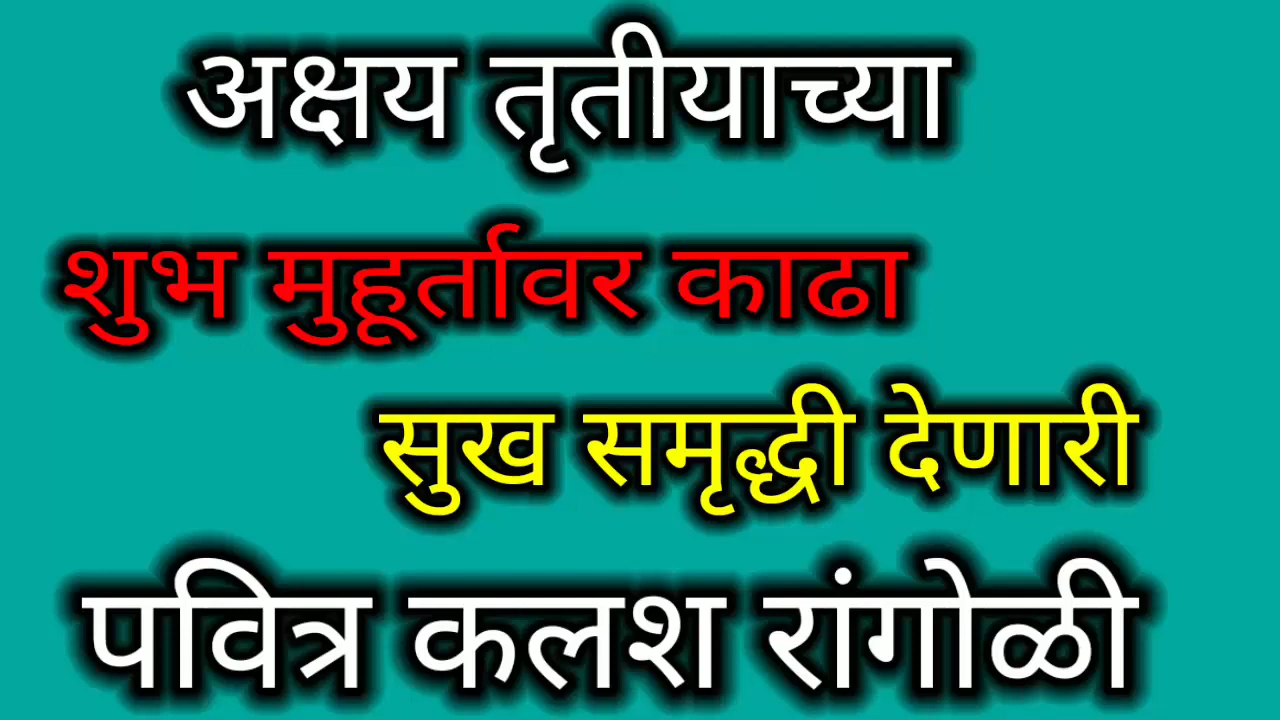 अक्षय तृतीयाच्या
शुभ मुहूर्तावर काढा
सुख समृद्धी देणारी
पवित्र कलश रांगोळी